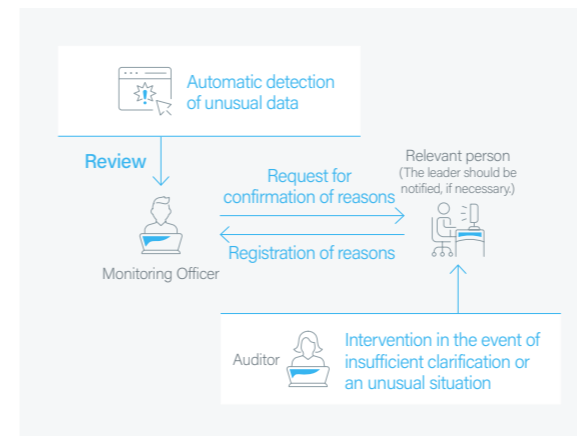 Automatic detection
of unusual data
Review
Relevant person
(The leader should be
notified, if necessary.)
Request for
confirmation of reasons
Registration of reasons
Monitoring Officer
Auditor
Intervention in the event of
insufficient clarification or
an unusual situation